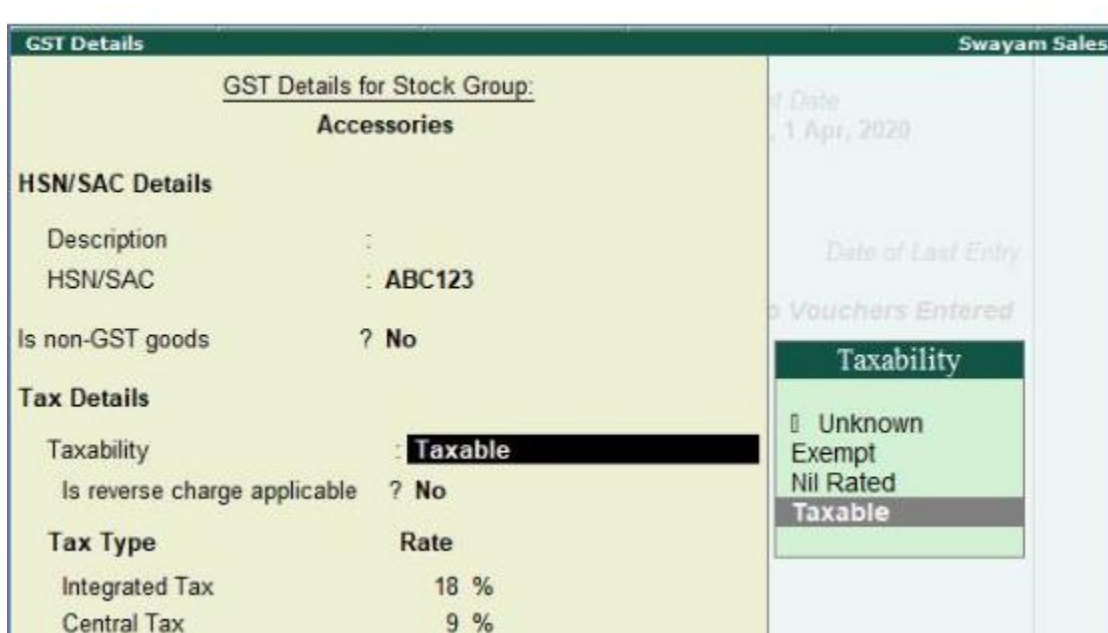 GST Details Swayam Sales
GST Details for Stock Group:
Accessories
HSN/SAC Details
Description :
HSN/SAC : ABC123
Is non-GST goods ? No
Tax Details
Taxability : Taxable
Is reverse charge applicable ? No
Tax Type Rate
Integrated Tax 18 %
Central Tax 9 %
Date
, 1 Apr, 2020
Date of Last Entry
Vouchers Entered
Taxability
Unknown
Exempt
Nil Rated
Taxable